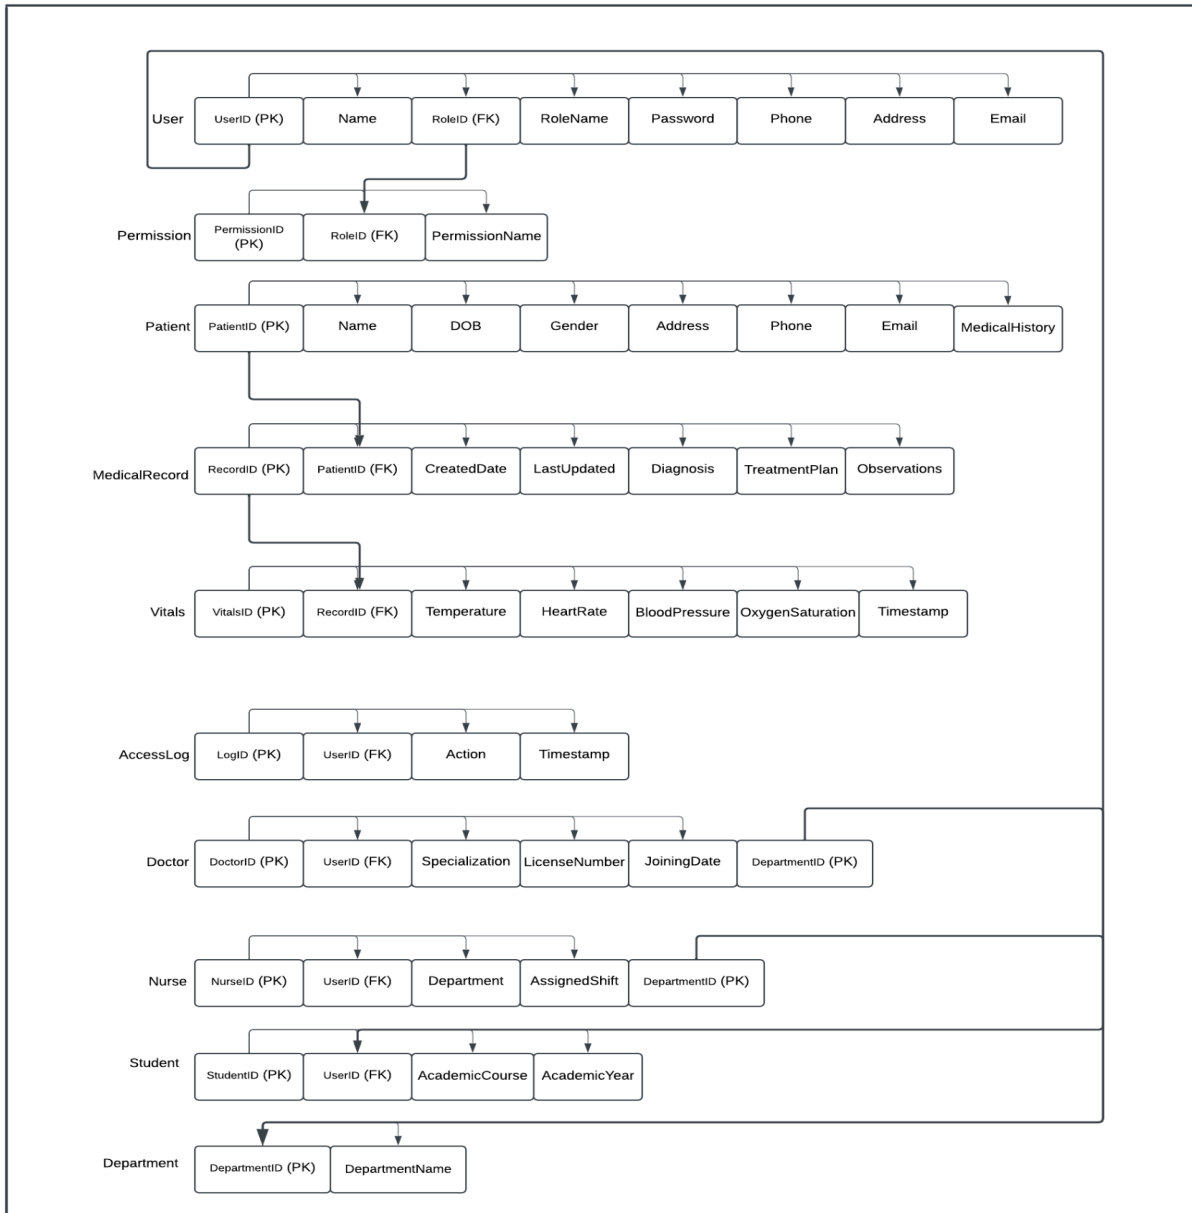 User UserID (PK) Name RoleID (FK) RoleName Password Phone Address Email
Permission PermissionID (PK) RoleID (FK) PermissionName
Patient PatientID (PK) Name DOB Gender Address Phone Email MedicalHistory
MedicalRecord RecordID (PK) PatientID (FK) CreatedDate LastUpdated Diagnosis TreatmentPlan Observations
Vitals VitalsID (PK) RecordID (FK) Temperature HeartRate BloodPressure OxygenSaturation Timestamp
AccessLog LogID (PK) UserID (FK) Action Timestamp
Doctor DoctorID (PK) UserID (FK) Specialization LicenseNumber JoiningDate DepartmentID (PK)
Nurse NurseID (PK) UserID (FK) Department AssignedShift DepartmentID (PK)
Student StudentID (PK) UserID (FK) AcademicCourse AcademicYear
Department DepartmentID (PK) DepartmentName